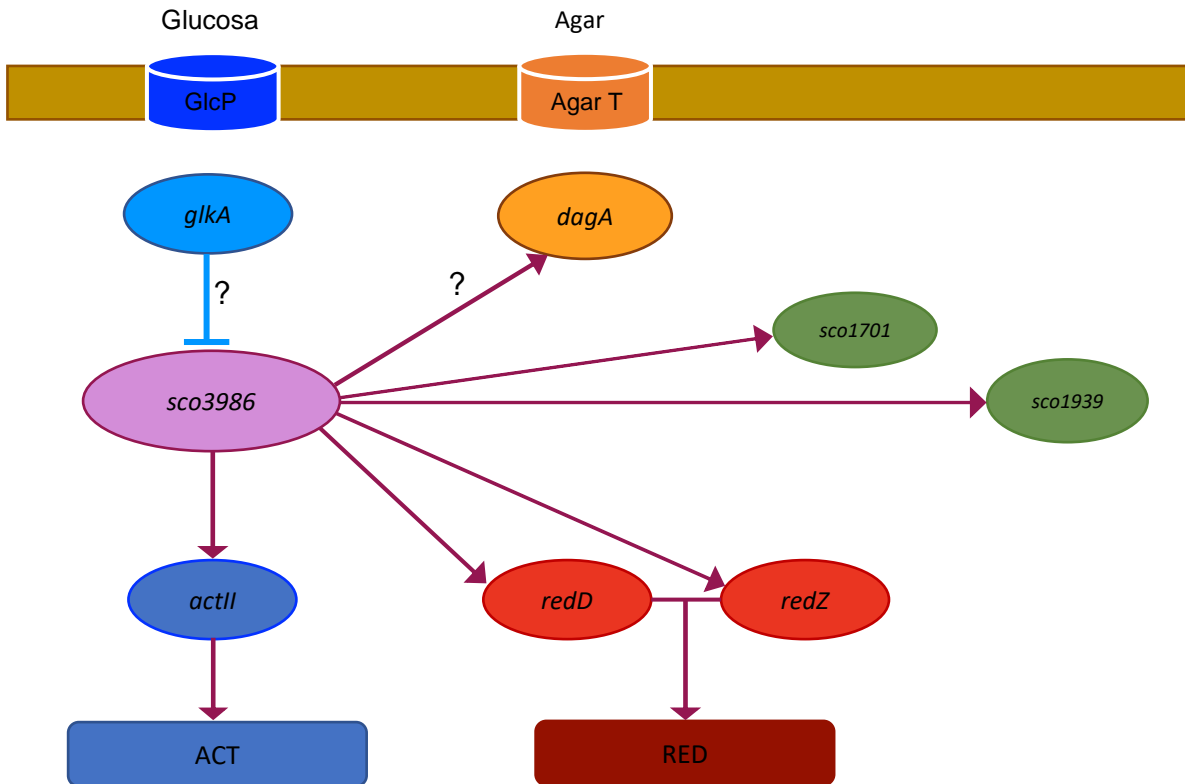 Glucosa
Agar
GlcP
Agar T
glkA
dagA
?
?
sco1701
sco3986
sco1939
actII
redD
redZ
ACT
RED